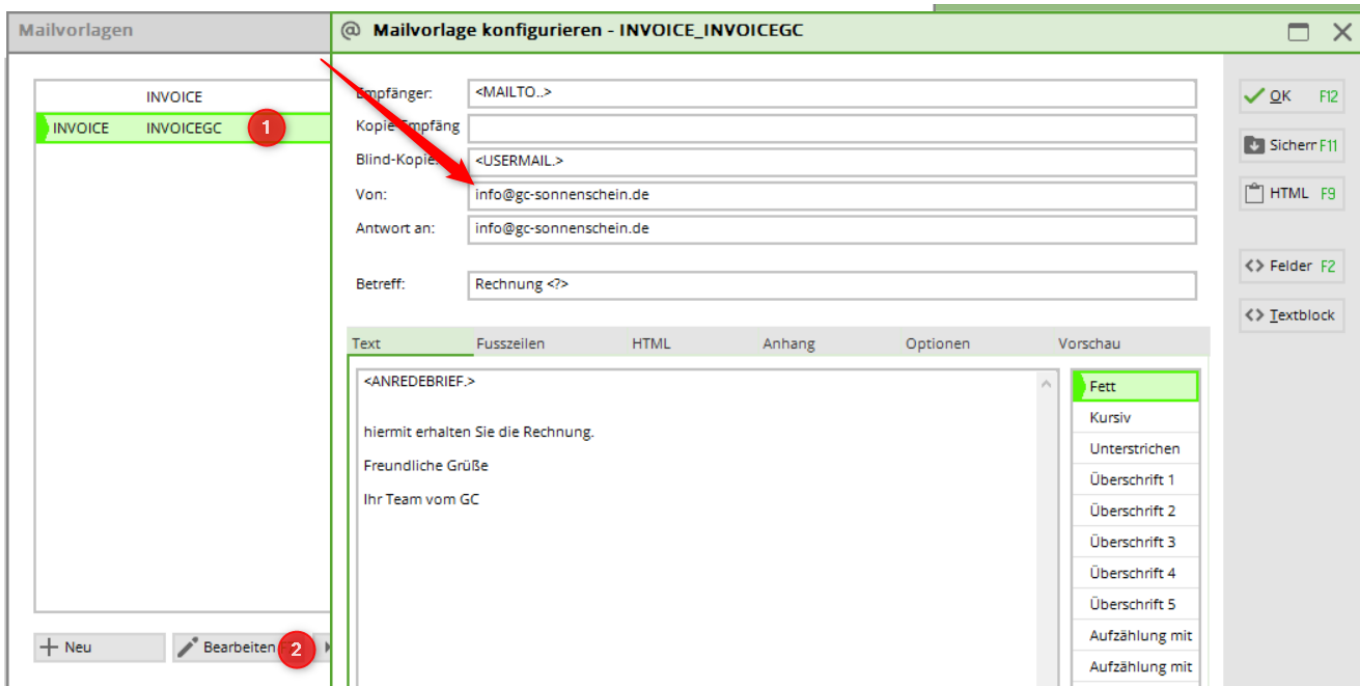 Mailvorlagen
@ Mailvorlage konfigurieren - INVOICE_INVOICEGC
INVOICE
INVOICE INVOICEGC 1
Neu
Bearbeiten 2
Empfänger: <MAILTO..>
Kopie-Empfäng
Blind-Kopie: <USERMAIL.>
Von: info@gc-sonnenschein.de
Antwort an: info@gc-sonnenschein.de
Betreff: Rechnung <?>
Text Fusszeilen HTML Anhang Optionen Vorschau
<ANREDEBRIEF.>
hiermit erhalten Sie die Rechnung.
Freundliche Grüße
Ihr Team vom GC
Fett
Kursiv
Unterstrichen
Überschrift 1
Überschrift 2
Überschrift 3
Überschrift 4
Überschrift 5
Aufzählung mit
Aufzählung mit
OK F12
Sichern F11
HTML F9
<> Felder F2
<> Textblock